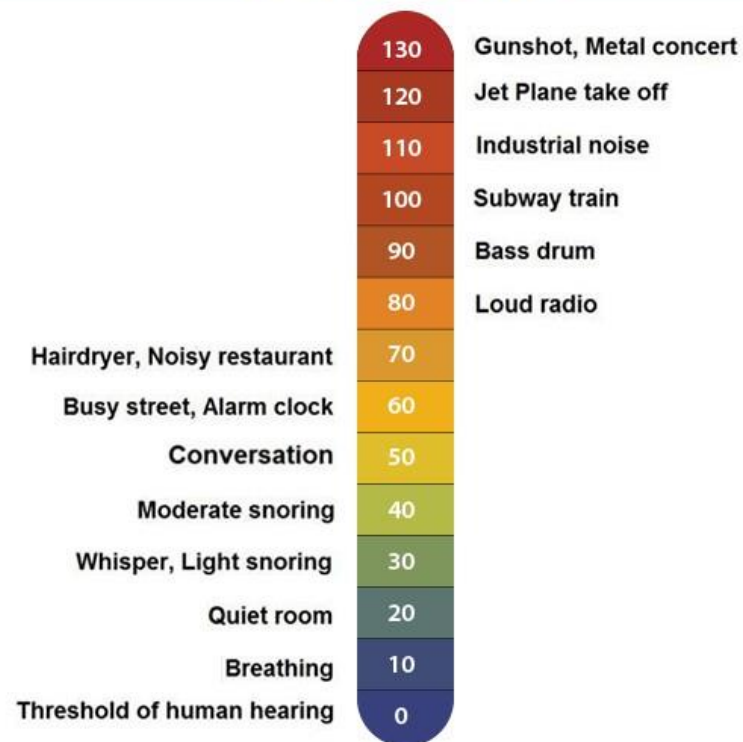 130 Gunshot, Metal concert
120 Jet Plane take off
110 Industrial noise
100 Subway train
90 Bass drum
80 Loud radio
Hairdryer, Noisy restaurant 70
Busy street, Alarm clock 60
Conversation 50
Moderate snoring 40
Whisper, Light snoring 30
Quiet room 20
Breathing 10
Threshold of human hearing 0